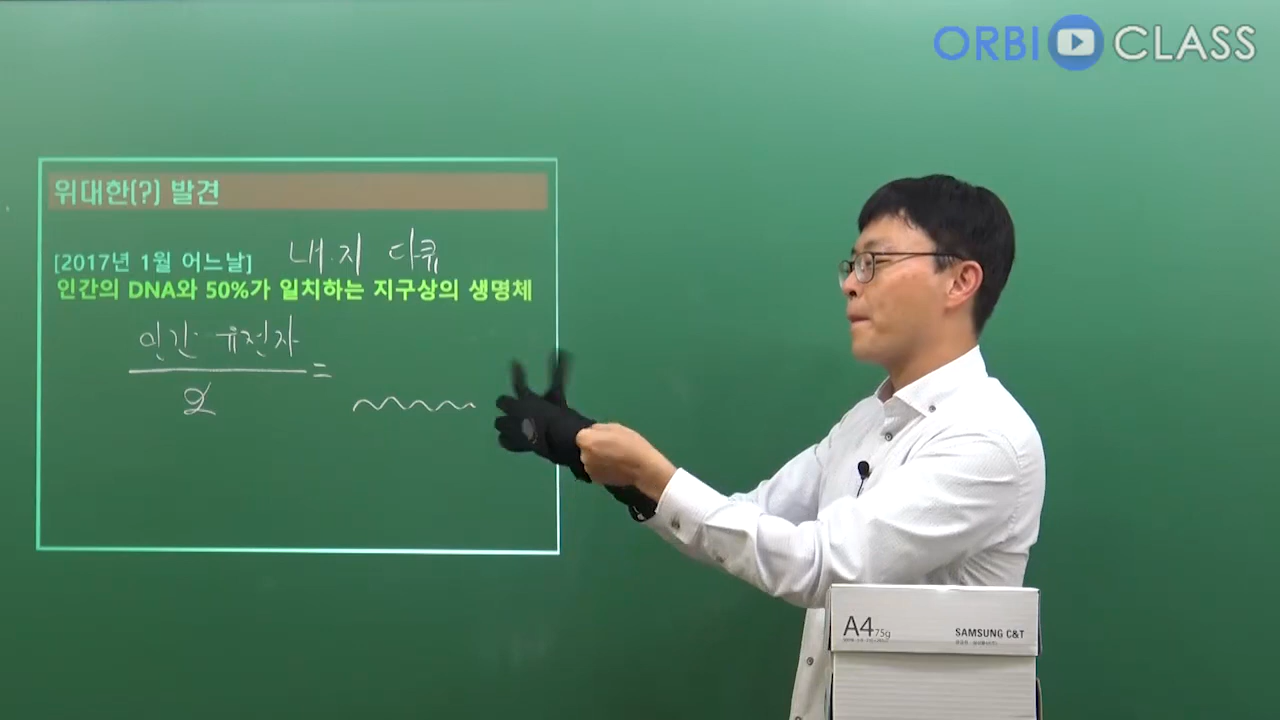 ORBI CLASS
위대한(?) 발견
[2017년 1월 어느날] 내.지 다큐
인간의 DNA와 50%가 일치하는 지구상의 생명체
인간 유전자
=
2
A4 75g
SAMSUNG C&T